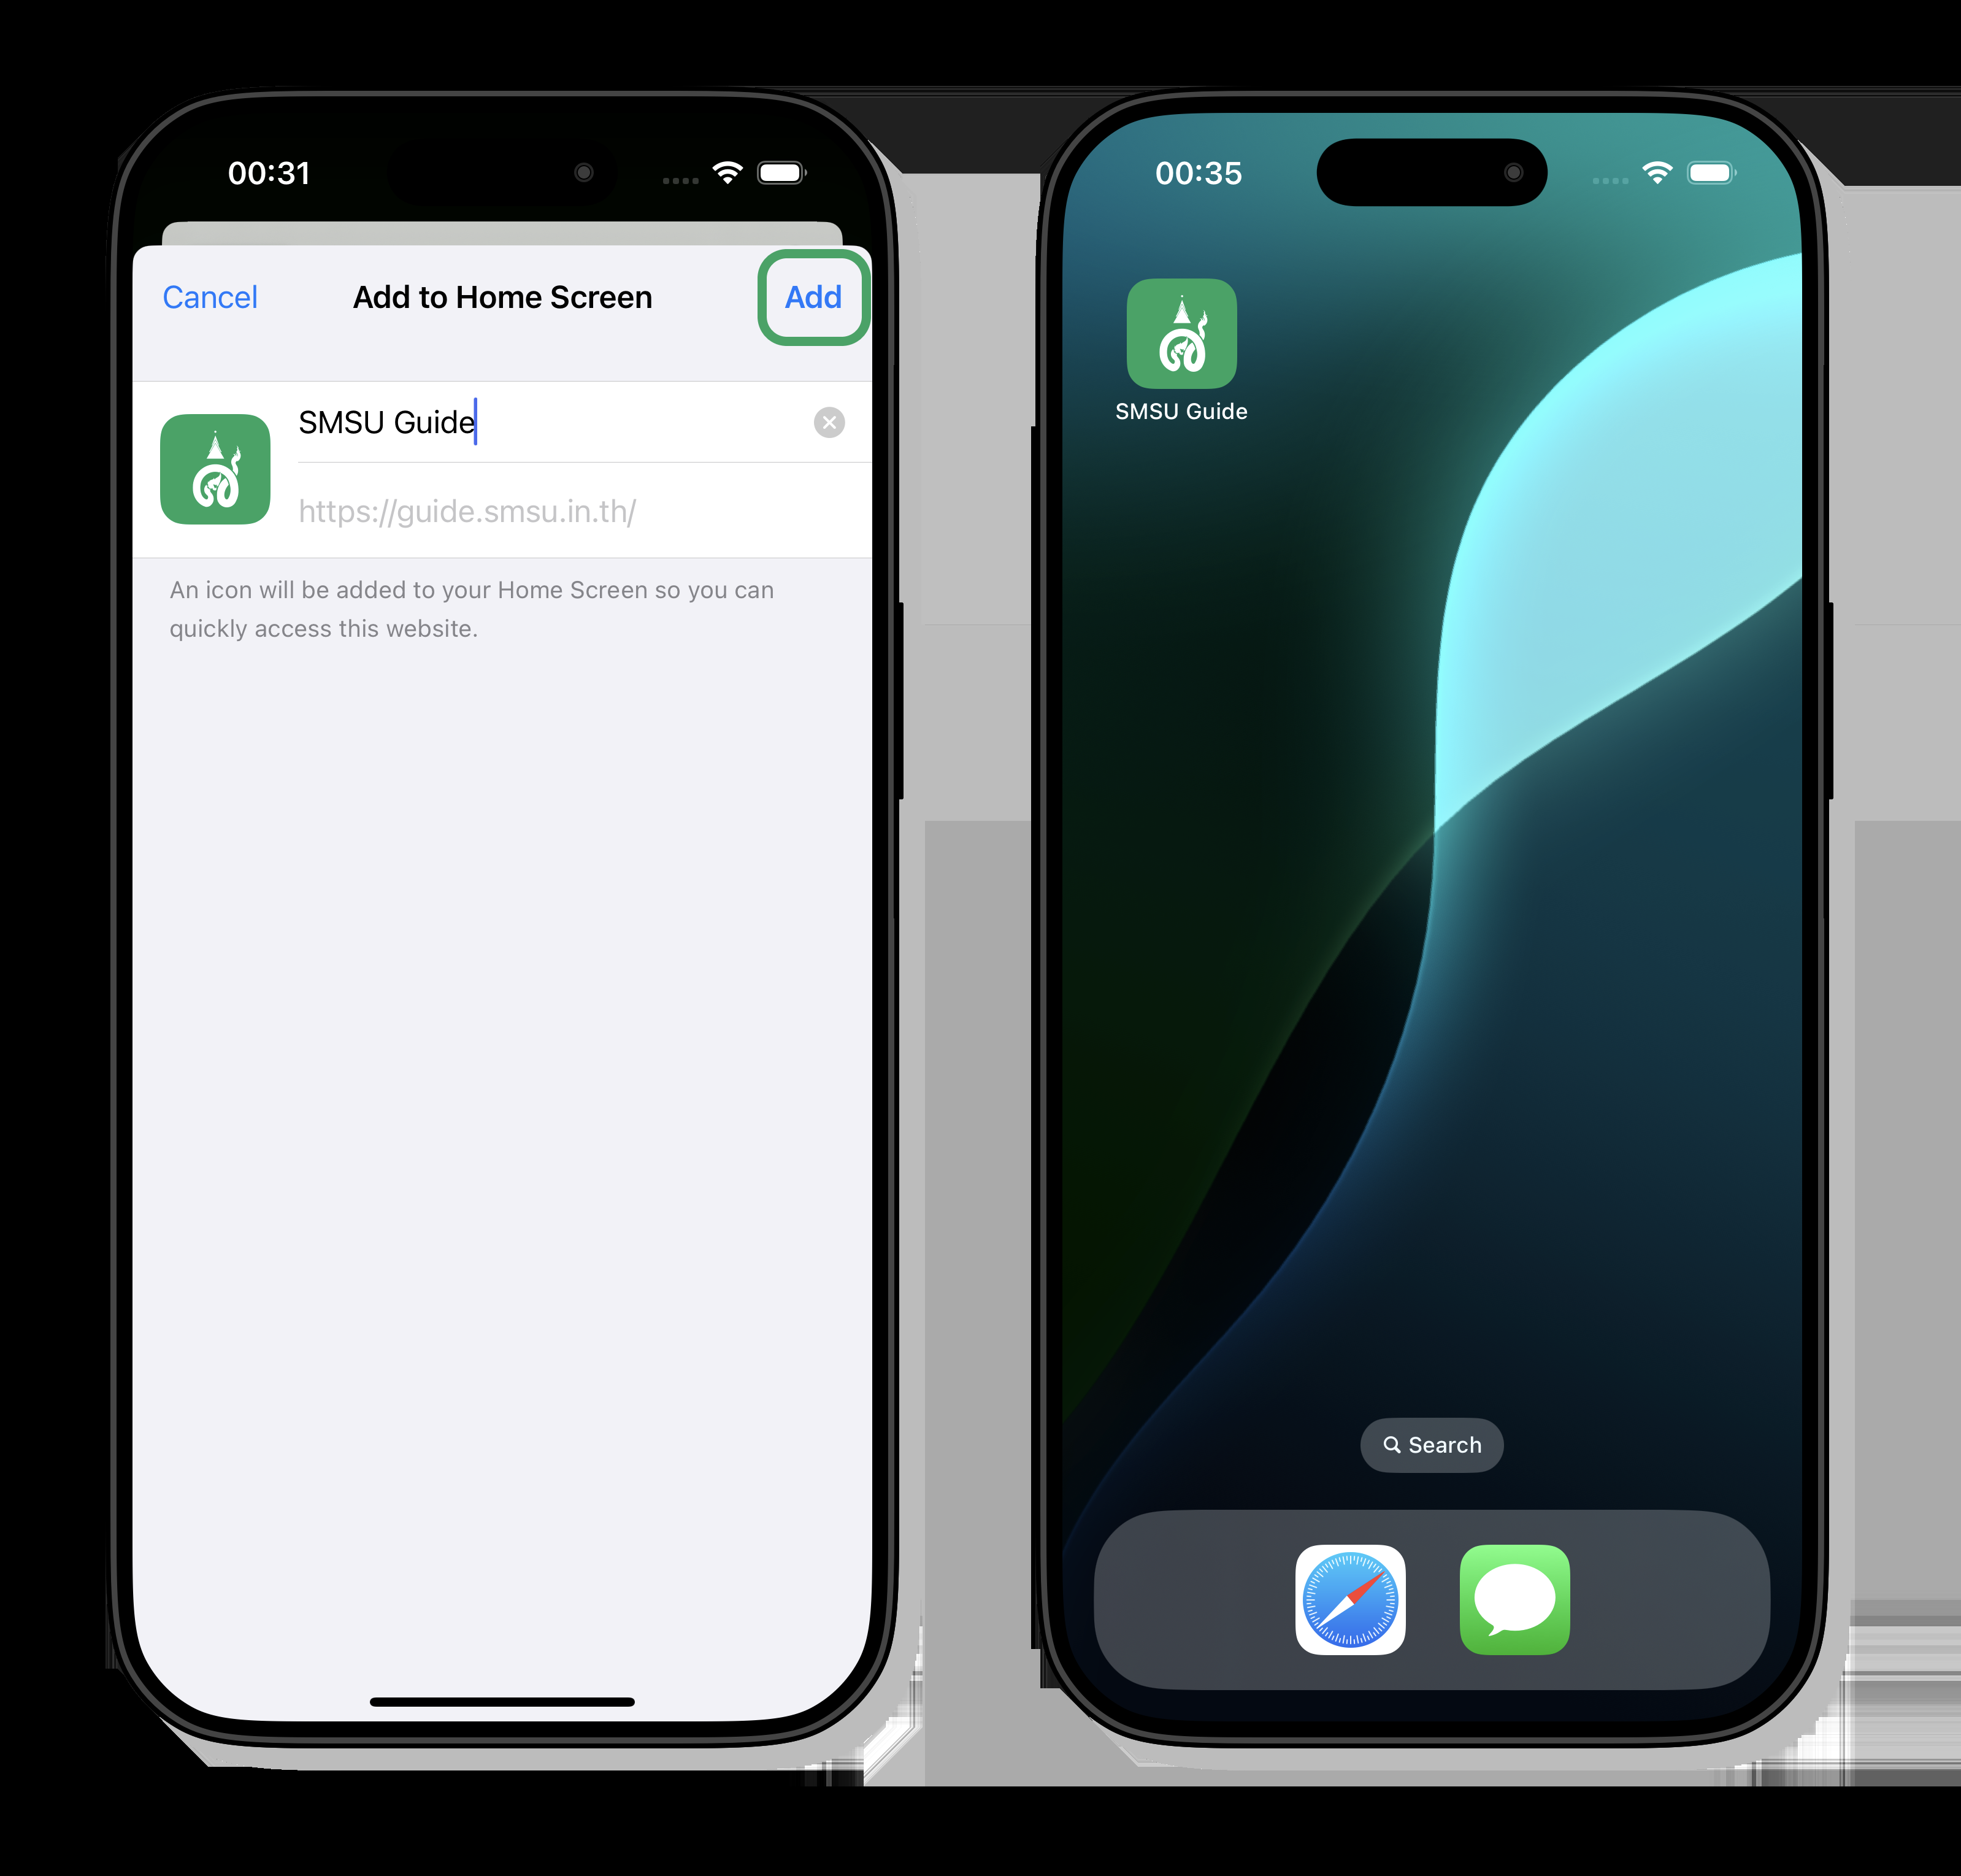 00:31
Cancel
Add to Home Screen
Add
SMSU Guide
https://guide.smsu.in.th/
An icon will be added to your Home Screen so you can
quickly access this website.
00:35
SMSU Guide
Search